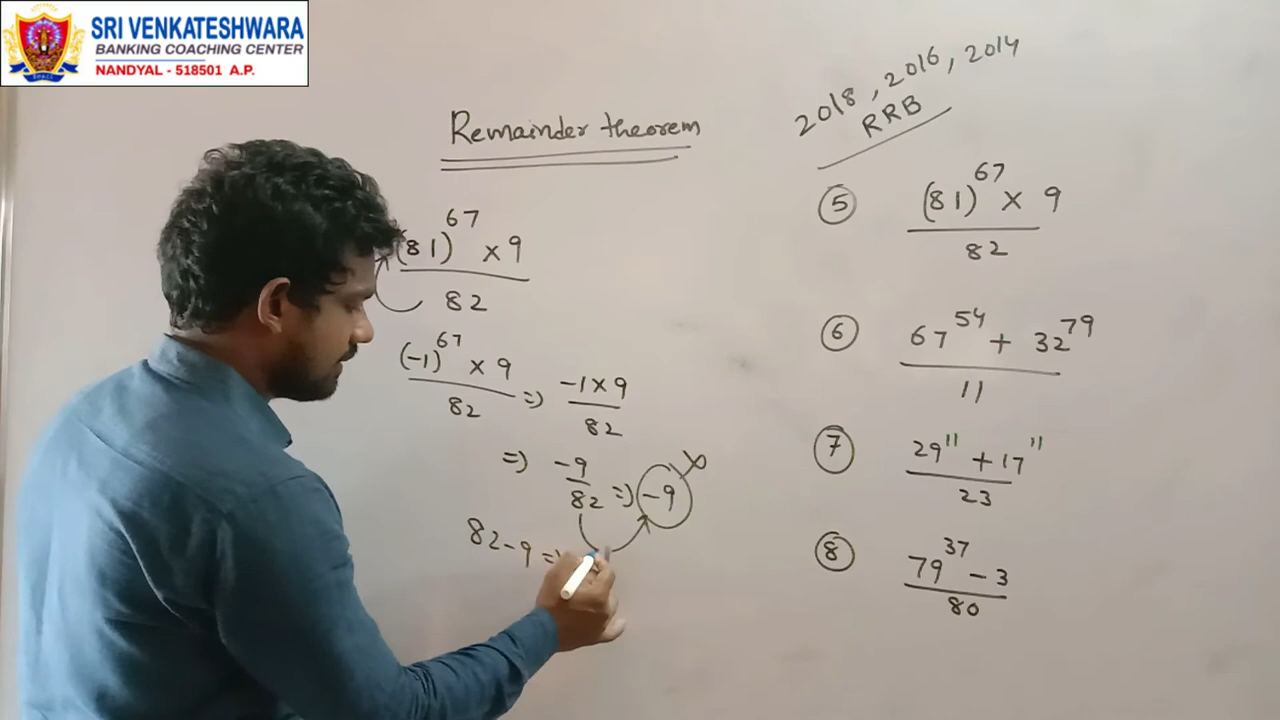 SRI VENKATESHWARA
BANKING COACHING CENTER
NANDYAL - 518501 A.P.
Remainder theorem
(81)^67 × 9
82
(-1)^67 × 9
82
=) -1 × 9
82
=) -9
82 =) -9
82 - 9 =)
2018, 2016, 2014
RRB
5 (81)^67 × 9
82
6 67^54 + 32^79
11
7 29^11 + 17^11
23
8 79^37 - 3
80